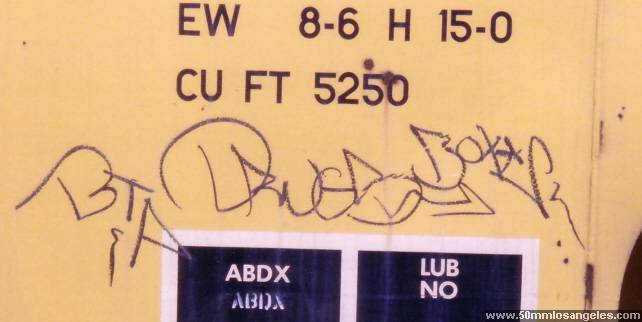 EW 8-6 H 15-0
CU FT 5250
ABDX
ABDX
LUB
NO
www.50mmlosangeles.com